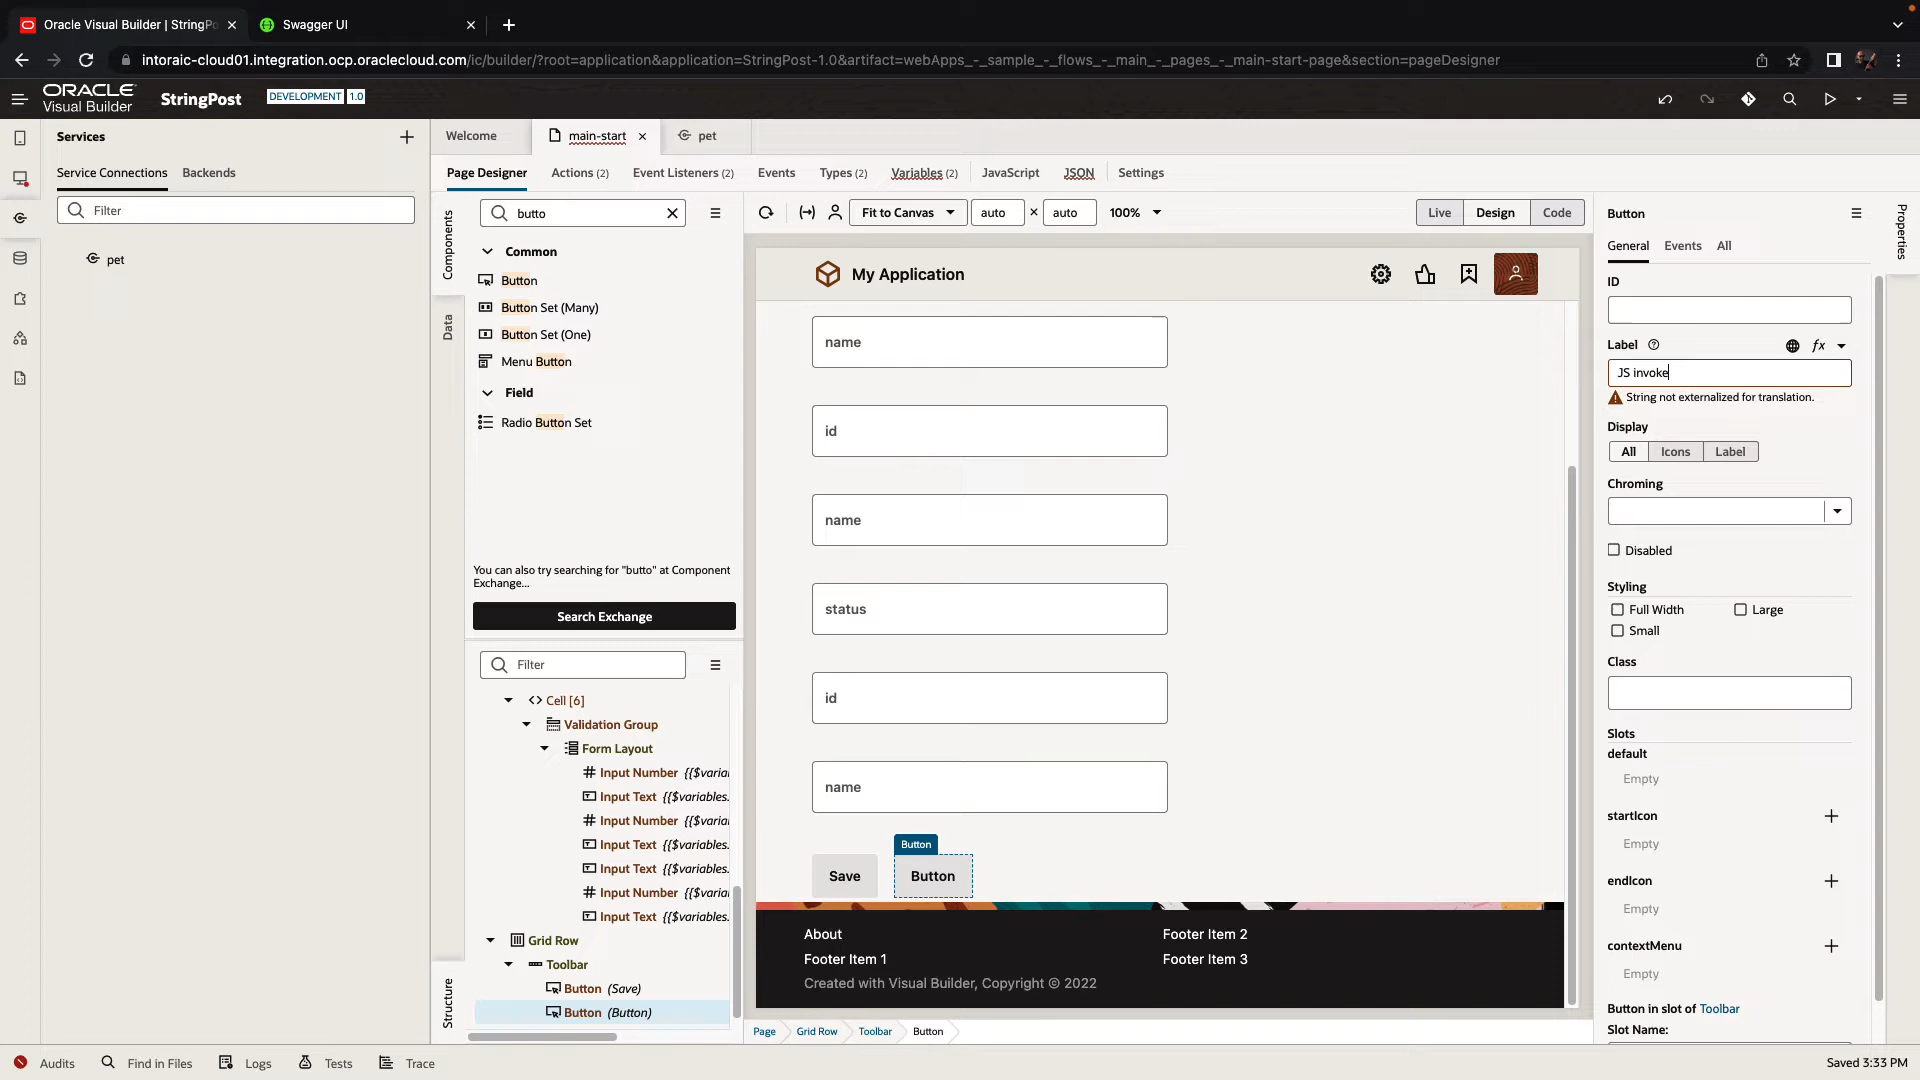 Oracle Visual Builder | StringPo
Swagger UI
intoraic-cloud01.integration.ocp.oraclecloud.com/ic/builder/?root=application&application=StringPost-1.0&artifact=webApps_-_sample_-_flows_-_main_-_pages_-_main-start-page&section=pageDesigner
ORACLE
Visual Builder
StringPost
DEVELOPMENT 1.0
Services
Service Connections
Backends
Filter
pet
Welcome
main-start
pet
Page Designer
Actions (2)
Event Listeners (2)
Events
Types (2)
Variables (2)
JavaScript
JSON
Settings
Components
Data
butto
Common
Button
Button Set (Many)
Button Set (One)
Menu Button
Field
Radio Button Set
You can also try searching for "butto" at Component
Exchange...
Search Exchange
Structure
Filter
Cell [6]
Validation Group
Form Layout
Input Number {{$varial
Input Text {{$variables.
Input Number {{$varial
Input Text {{$variables.
Input Text {{$variables.
Input Number {{$varial
Input Text {{$variables.
Grid Row
Toolbar
Button (Save)
Button (Button)
Fit to Canvas
auto
×
auto
100%
Live
Design
Code
My Application
name
id
name
status
id
name
Button
Save
Button
About
Footer Item 2
Footer Item 1
Footer Item 3
Created with Visual Builder, Copyright © 2022
Page
Grid Row
Toolbar
Button
Properties
Button
General
Events
All
ID
Label
fx
JS invoke
String not externalized for translation.
Display
All
Icons
Label
Chroming
Disabled
Styling
Full Width
Large
Small
Class
Slots
default
Empty
startIcon
Empty
endIcon
Empty
contextMenu
Empty
Button in slot of Toolbar
Slot Name:
Audits
Find in Files
Logs
Tests
Trace
Saved 3:33 PM